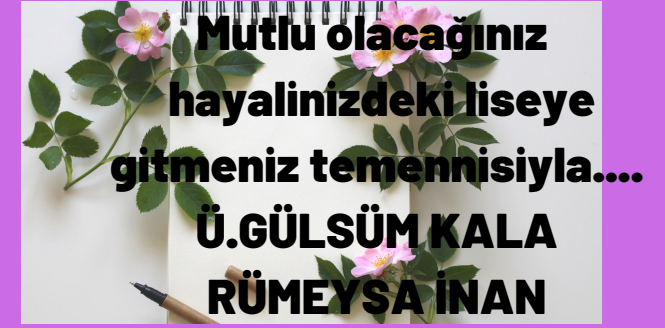 Mutlu olacağınız
hayalinizdeki liseye
gitmeniz temennisiyla....
Ü.GÜLSÜM KALA
RÜMEYSA İNAN